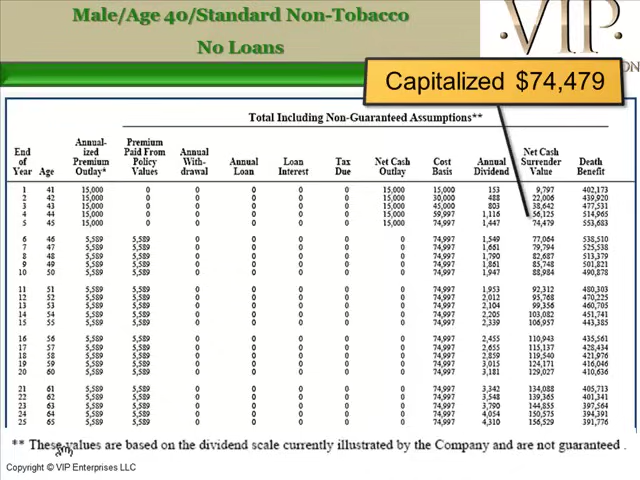 Male/Age 40/Standard Non-Tobacco
No Loans
VIP
ON
Capitalized $74,479
Total Including Non-Guaranteed Assumptions**
End of Year Age Annual-ized Premium Outlay* Premium Paid From Policy Values Annual With-drawal Annual Loan Loan Interest Tax Due Net Cash Outlay Cost Basis Annual Dividend Net Cash Surrender Value Death Benefit
1 41 15,000 0 0 0 0 0 15,000 15,000 153 9,797 402,173
2 42 15,000 0 0 0 0 0 15,000 30,000 488 22,006 439,920
3 43 15,000 0 0 0 0 0 15,000 45,000 803 38,642 477,531
4 44 15,000 0 0 0 0 0 15,000 59,997 1,116 56,125 514,965
5 45 15,000 0 0 0 0 0 15,000 74,997 1,447 74,479 553,683
6 46 5,589 5,589 0 0 0 0 0 74,997 1,549 77,064 538,510
7 47 5,589 5,589 0 0 0 0 0 74,997 1,661 79,794 525,538
8 48 5,589 5,589 0 0 0 0 0 74,997 1,790 82,687 513,379
9 49 5,589 5,589 0 0 0 0 0 74,997 1,861 85,748 501,821
10 50 5,589 5,589 0 0 0 0 0 74,997 1,947 88,984 490,878
11 51 5,589 5,589 0 0 0 0 0 74,997 1,953 92,312 480,303
12 52 5,589 5,589 0 0 0 0 0 74,997 2,012 95,768 470,225
13 53 5,589 5,589 0 0 0 0 0 74,997 2,104 99,356 460,705
14 54 5,589 5,589 0 0 0 0 0 74,997 2,205 103,082 451,741
15 55 5,589 5,589 0 0 0 0 0 74,997 2,339 106,957 443,385
16 56 5,589 5,589 0 0 0 0 0 74,997 2,455 110,943 435,561
17 57 5,589 5,589 0 0 0 0 0 74,997 2,655 115,137 428,434
18 58 5,589 5,589 0 0 0 0 0 74,997 2,859 119,540 421,976
19 59 5,589 5,589 0 0 0 0 0 74,997 3,015 124,171 416,046
20 60 5,589 5,589 0 0 0 0 0 74,997 3,181 129,027 410,636
21 61 5,589 5,589 0 0 0 0 0 74,997 3,342 134,088 405,713
22 62 5,589 5,589 0 0 0 0 0 74,997 3,548 139,365 401,341
23 63 5,589 5,589 0 0 0 0 0 74,997 3,790 144,855 397,564
24 64 5,589 5,589 0 0 0 0 0 74,997 4,054 150,575 394,391
25 65 5,589 5,589 0 0 0 0 0 74,997 4,310 156,529 391,776
** These values are based on the dividend scale currently illustrated by the Company and are not guaranteed .
Copyright © VIP Enterprises LLC